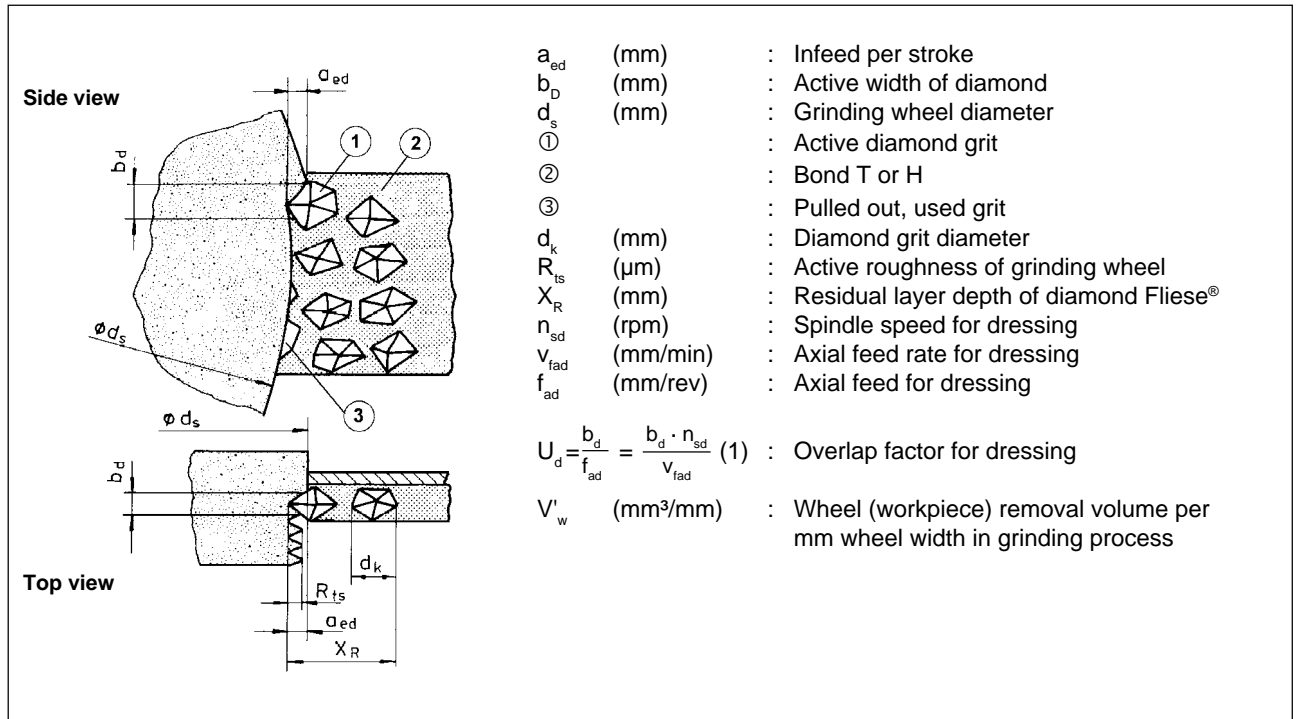 Side view
a_ed
b_d
1
2
ø d_s
3
ø d_s
b_d
d_k
R_ts
Top view
a_ed
X_R
a_ed (mm) : Infeed per stroke
b_D (mm) : Active width of diamond
d_s (mm) : Grinding wheel diameter
① : Active diamond grit
② : Bond T or H
③ : Pulled out, used grit
d_k (mm) : Diamond grit diameter
R_ts (µm) : Active roughness of grinding wheel
X_R (mm) : Residual layer depth of diamond Fliese®
n_sd (rpm) : Spindle speed for dressing
v_fad (mm/min) : Axial feed rate for dressing
f_ad (mm/rev) : Axial feed for dressing
U_d = b_d / f_ad = b_d · n_sd / v_fad (1) : Overlap factor for dressing
V'_w (mm³/mm) : Wheel (workpiece) removal volume per
mm wheel width in grinding process